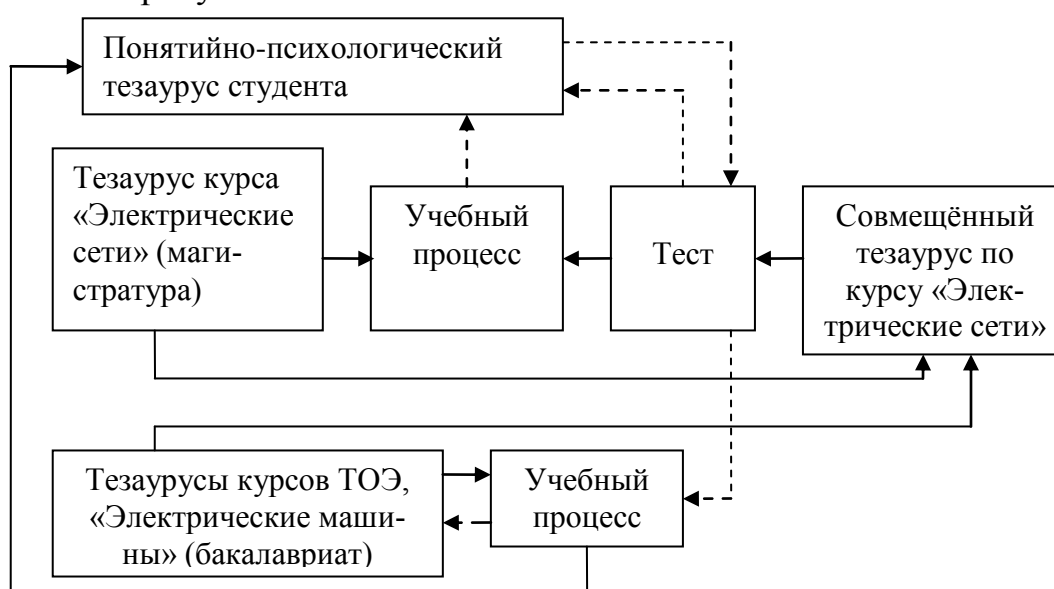 Понятийно-психологический
тезаурус студента
Тезаурус курса
«Электрические
сети» (маги-
стратура)
Учебный
процесс
Тест
Совмещённый
тезаурус по
курсу «Элек-
трические сети»
Тезаурусы курсов ТОЭ,
«Электрические маши-
ны» (бакалавриат)
Учебный
процесс